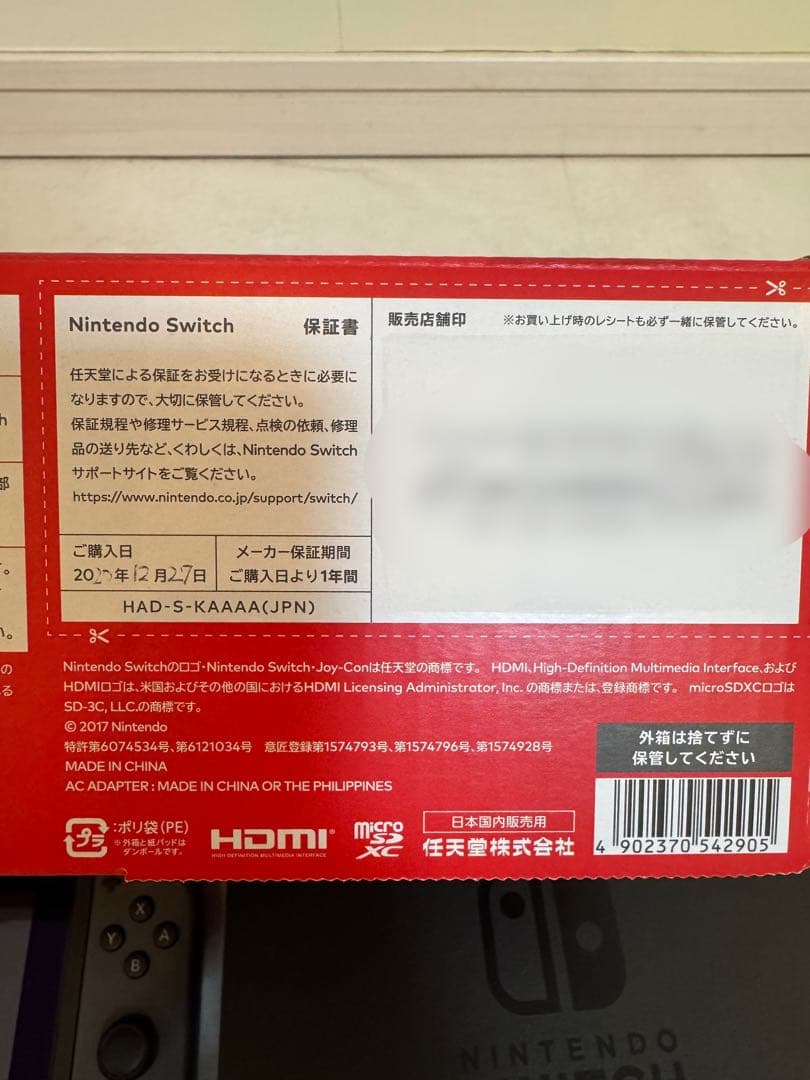 Nintendo Switch 保証書
任天堂による保証をお受けになるときに必要に
なりますので、大切に保管してください。
保証規程や修理サービス規程、点検の依頼、修理
品の送り先など、くわしくは、Nintendo Switch
サポートサイトをご覧ください。
https://www.nintendo.co.jp/support/switch/
ご購入日
2020年12月27日
メーカー保証期間
ご購入日より1年間
HAD-S-KAAAA(JPN)
販売店舗印 ※お買い上げ時のレシートも必ず一緒に保管してください。
Nintendo Switchのロゴ・Nintendo Switch・Joy-Conは任天堂の商標です。 HDMI、High-Definition Multimedia Interface、および
HDMIロゴは、米国およびその他の国におけるHDMI Licensing Administrator, Inc. の商標または、登録商標です。 microSDXCロゴは
SD-3C, LLC.の商標です。
© 2017 Nintendo
特許第6074534号、第6121034号 意匠登録第1574793号、第1574796号、第1574928号
MADE IN CHINA
AC ADAPTER : MADE IN CHINA OR THE PHILIPPINES
外箱は捨てずに
保管してください
プラ
:ポリ袋(PE)
※外箱と紙パッドは
ダンボールです。
HDMI
HIGH DEFINITION MULTIMEDIA INTERFACE
micro
SD
XC
日本国内販売用
任天堂株式会社
4 902370 542905
X
Y
A
B
NINTENDO